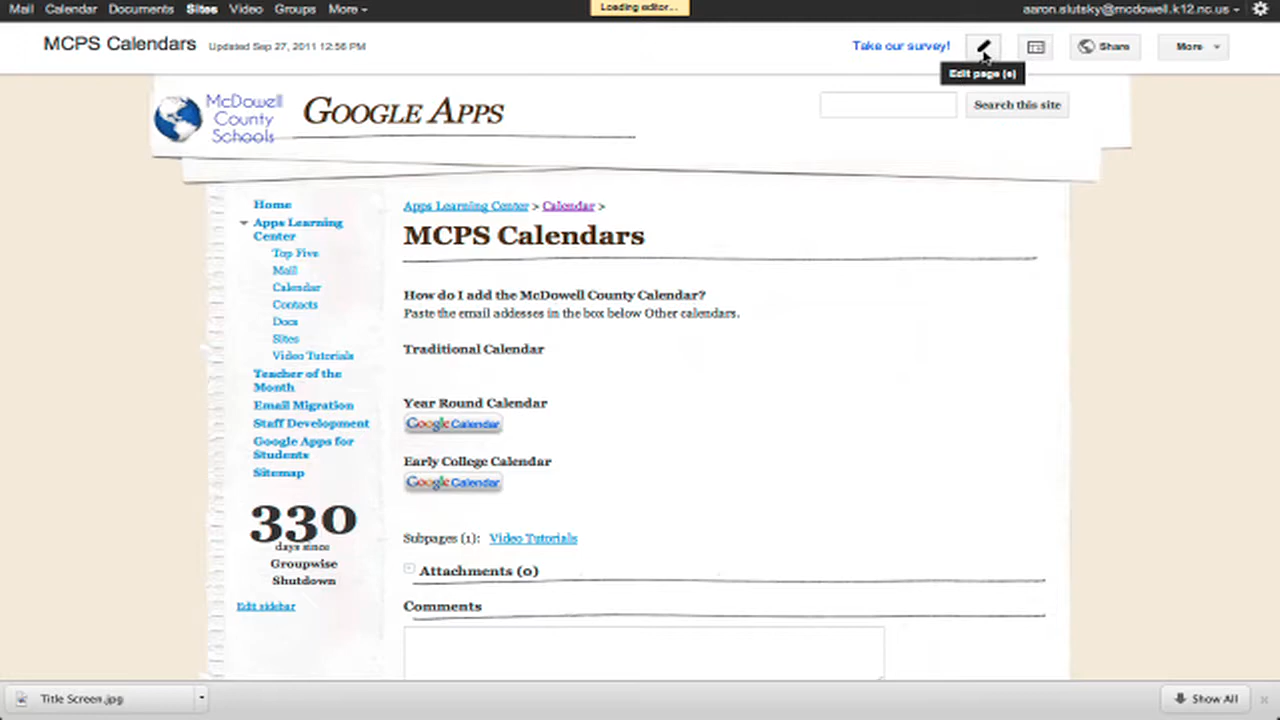 Mail Calendar Documents Sites Video Groups More
Loading editor...
aaron.slutsky@mcdowell.k12.nc.us
MCPS Calendars Updated Sep 27, 2011 12:56 PM
Take our survey!
Share
More
Edit page (e)
McDowell
County
Schools
Google Apps
Search this site
Home
Apps Learning
Center
Top Five
Mail
Calendar
Contacts
Docs
Sites
Video Tutorials
Teacher of the
Month
Email Migration
Staff Development
Google Apps for
Students
Sitemap
330
days since
Groupwise
Shutdown
Edit sidebar
Apps Learning Center > Calendar >
MCPS Calendars
How do I add the McDowell County Calendar?
Paste the email addesses in the box below Other calendars.
Traditional Calendar
Year Round Calendar
Google Calendar
Early College Calendar
Google Calendar
Subpages (1): Video Tutorials
Attachments (0)
Comments
Title Screen.jpg
Show All